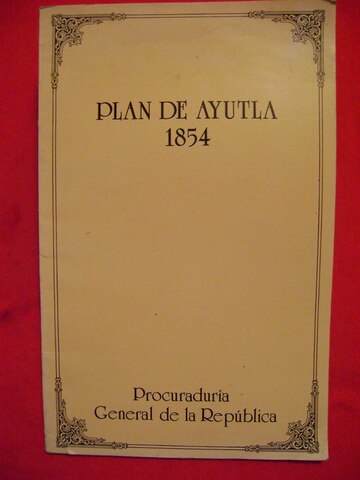 PLAN DE AYUTLA
1854
Procuraduría
General de la República